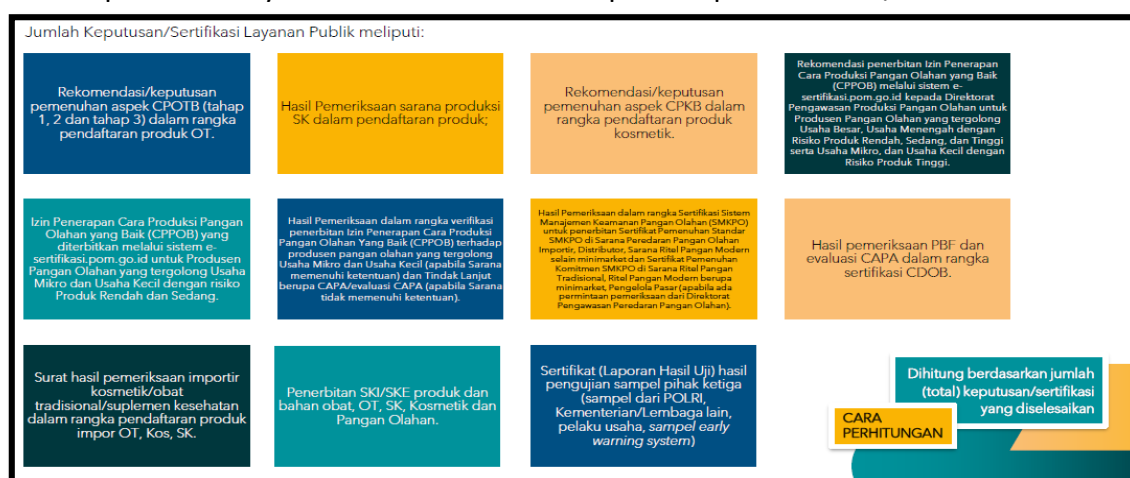 Jumlah Keputusan/Sertifikasi Layanan Publik meliputi:
Rekomendasi/keputusan
pemenuhan aspek CPOTB (tahap
1, 2 dan tahap 3) dalam rangka
pendaftaran produk OT.
Hasil Pemeriksaan sarana produksi
SK dalam pendaftaran produk;
Rekomendasi/keputusan
pemenuhan aspek CPKB dalam
rangka pendaftaran produk
kosmetik.
Rekomendasi penerbitan Izin Penerapan
Cara Produksi Pangan Olahan yang Baik
(CPPOB) melalui sistem e-
sertifikasi.pom.go.id kepada Direktorat
Pengawasan Produksi Pangan Olahan untuk
Produsen Pangan Olahan yang tergolong
Usaha Besar, Usaha Menengah dengan
Risiko Produk Rendah, Sedang, dan Tinggi
serta Usaha Mikro, dan Usaha Kecil dengan
Risiko Produk Tinggi.
Izin Penerapan Cara Produksi Pangan
Olahan yang Baik (CPPOB) yang
diterbitkan melalui sistem e-
sertifikasi.pom.go.id untuk Produsen
Pangan Olahan yang tergolong Usaha
Mikro dan Usaha Kecil dengan risiko
Produk Rendah dan Sedang.
Hasil Pemeriksaan dalam rangka verifikasi
penerbitan Izin Penerapan Cara Produksi
Pangan Olahan Yang Baik (CPPOB) terhadap
produsen pangan olahan yang tergolong
Usaha Mikro dan Usaha Kecil (apabila Sarana
memenuhi ketentuan) dan Tindak Lanjut
berupa CAPA/evaluasi CAPA (apabila Sarana
tidak memenuhi ketentuan).
Hasil Pemeriksaan dalam rangka Sertifikasi Sistem
Manajemen Keamanan Pangan Olahan (SMKPO)
untuk penerbitan Sertifikat Pemenuhan Standar
SMKPO di Sarana Peredaran Pangan Olahan
Importir, Distributor, Sarana Ritel Pangan Modern
selain minimarket dan Sertifikat Pemenuhan
Komitmen SMKPO di Sarana Ritel Pangan
Tradisional, Ritel Pangan Modern berupa
minimarket, Pengelola Pasar (apabila ada
permintaan pemeriksaan dari Direktorat
Pengawasan Peredaran Pangan Olahan).
Hasil pemeriksaan PBF dan
evaluasi CAPA dalam rangka
sertifikasi CDOB.
Surat hasil pemeriksaan importir
kosmetik/obat
tradisional/suplemen kesehatan
dalam rangka pendaftaran produk
impor OT, Kos, SK.
Penerbitan SKI/SKE produk dan
bahan obat, OT, SK, Kosmetik dan
Pangan Olahan.
Sertifikat (Laporan Hasil Uji) hasil
pengujian sampel pihak ketiga
(sampel dari POLRI,
Kementerian/Lembaga lain,
pelaku usaha, sampel early
warning system)
Dihitung berdasarkan jumlah
(total) keputusan/sertifikasi
yang diselesaikan
CARA
PERHITUNGAN